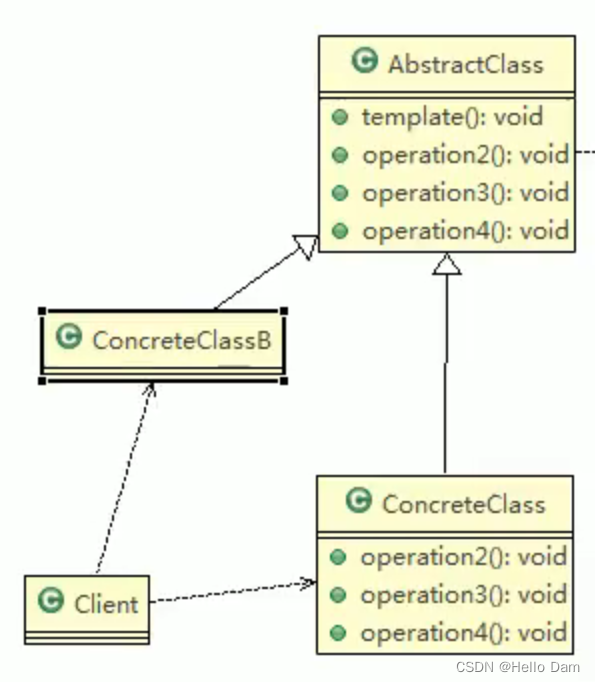 AbstractClass
template(): void
operation2(): void
operation3(): void
operation4(): void
ConcreteClassB
ConcreteClass
operation2(): void
operation3(): void
operation4(): void
Client
CSDN @Hello Dam